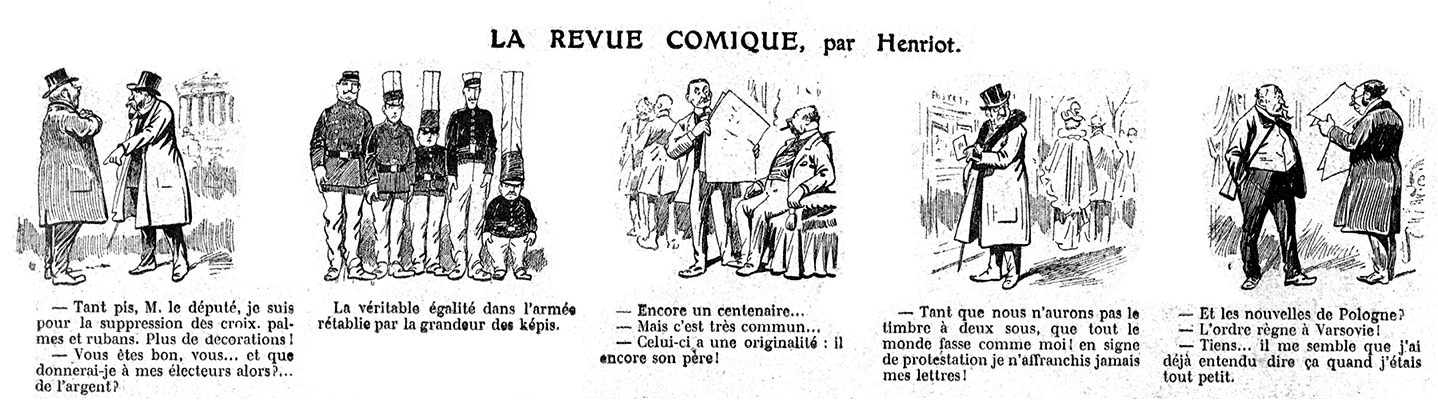 LA REVUE COMIQUE, par Henriot.
— Tant pis, M. le député, je suis
pour la suppression des croix. pal-
mes et rubans. Plus de décorations!
— Vous êtes bon, vous... et que
donnerai-je à mes électeurs alors?...
de l'argent?
La véritable égalité dans l'armée
rétablie par la grandeur des képis.
— Encore un centenaire...
— Mais c'est très commun...
— Celui-ci a une originalité : il
encore son père!
— Tant que nous n'aurons pas le
timbre à deux sous, que tout le
monde fasse comme moi! en signe
de protestation je n'affranchis jamais
mes lettres!
— Et les nouvelles de Pologne?
— L'ordre règne à Varsovie!
— Tiens... il me semble que j'ai
déjà entendu dire ça quand j'étais
tout petit.